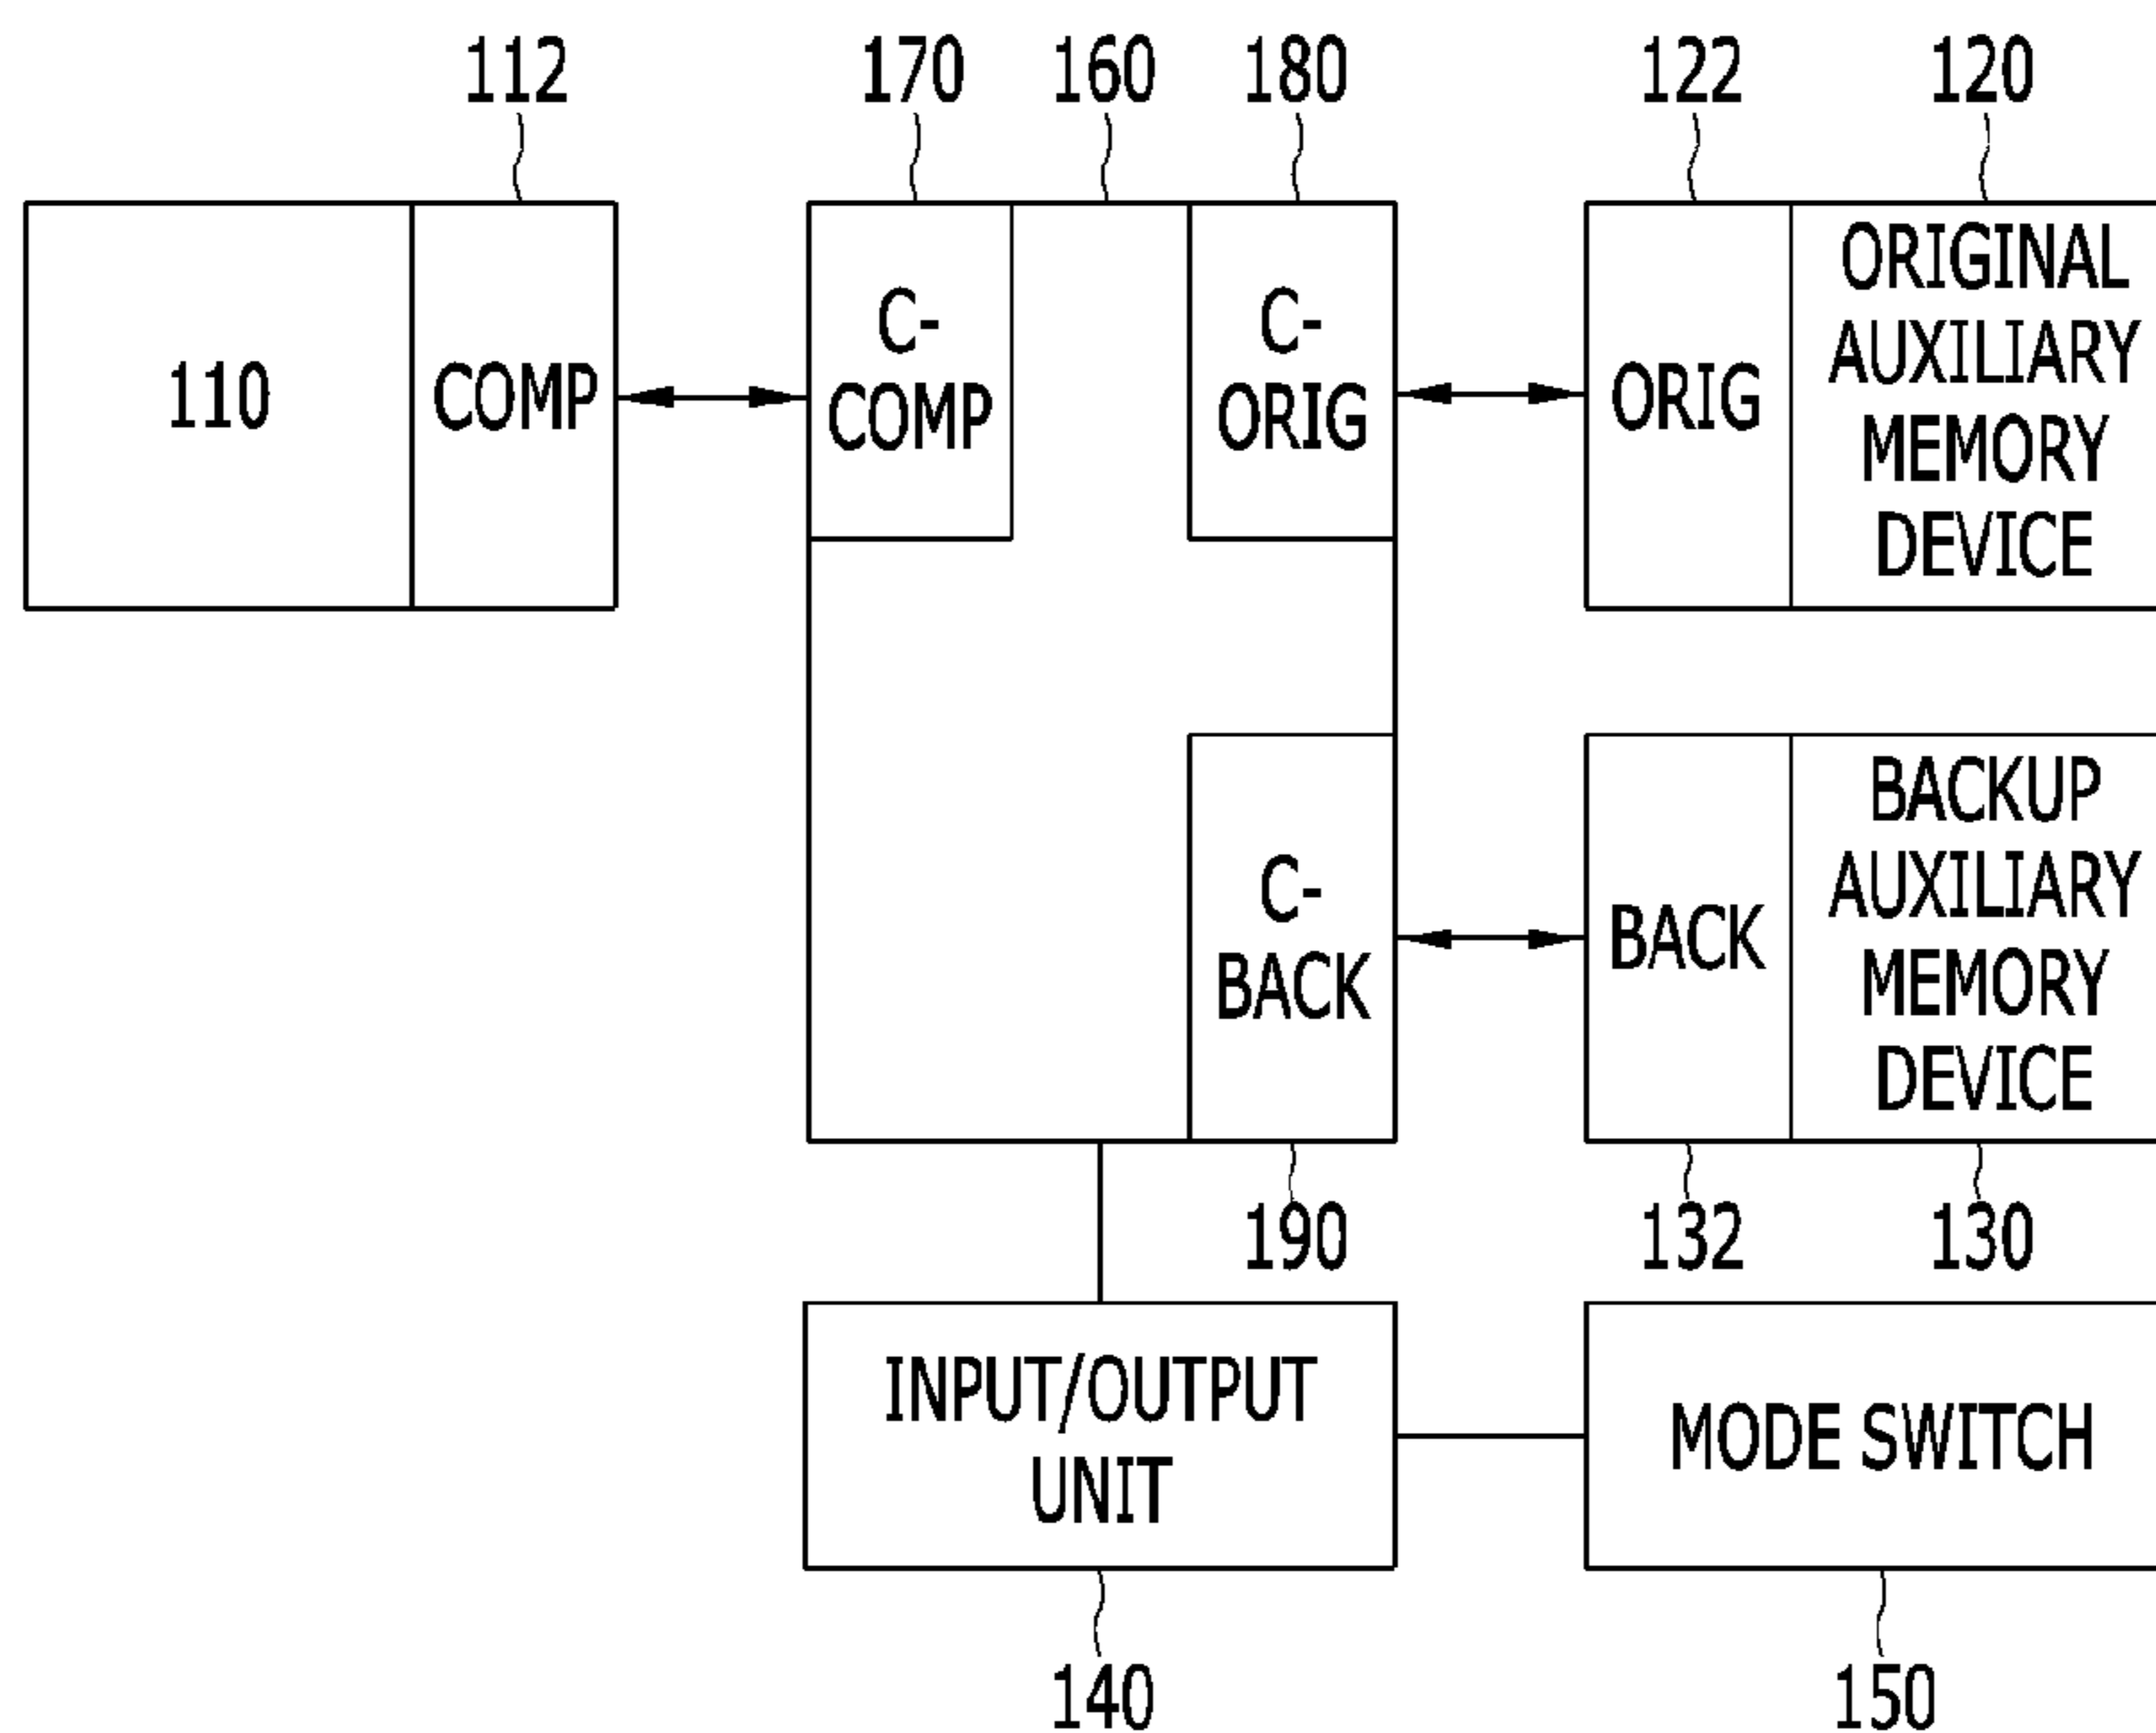 112
170
160
180
122
120
110
COMP
C-
COMP
C-
ORIG
ORIG
ORIGINAL
AUXILIARY
MEMORY
DEVICE
C-
BACK
BACK
BACKUP
AUXILIARY
MEMORY
DEVICE
190
132
130
INPUT/OUTPUT
UNIT
MODE SWITCH
140
150